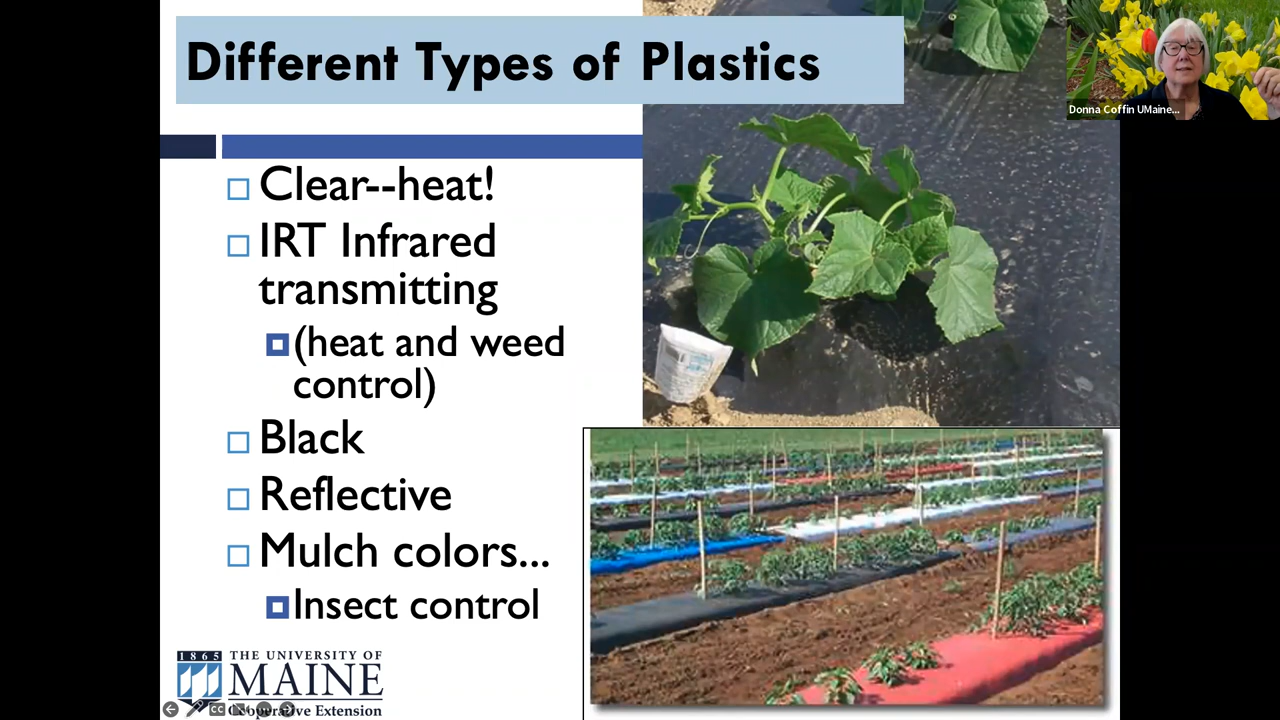 Different Types of Plastics
Donna Coffin UMaine...
Clear--heat!
IRT Infrared
transmitting
(heat and weed
control)
Black
Reflective
Mulch colors...
Insect control
1865
THE UNIVERSITY OF
MAINE
Cooperative Extension
CC